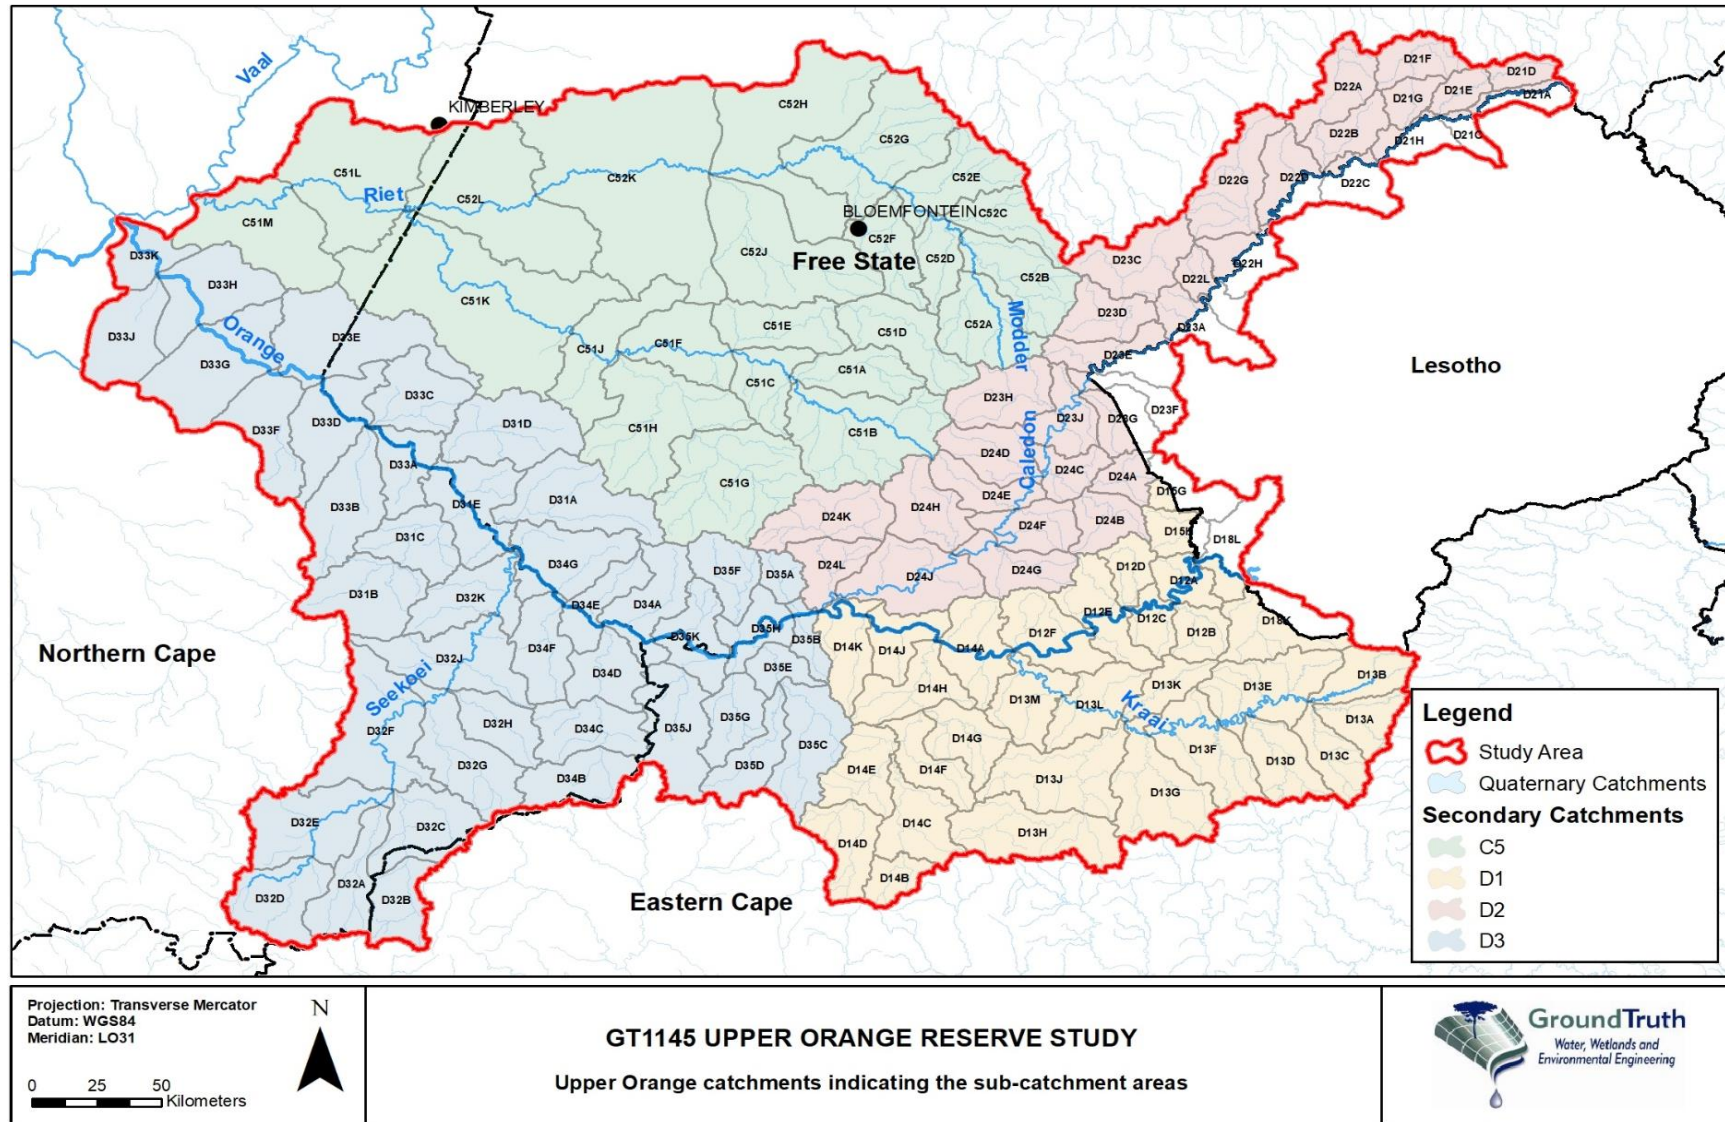 Vaal
KIMBERLEY
C52H
D21F
D21D
D22A
D21G
D21E
D21A
C52G
D22B
D21H
D21C
C51L
Riet
C52L
C52K
C52E
D22G
D22D
D22C
C51M
BLOEMFONTEIN
C52C
C52F
C52J
Free State
C52D
C52B
D23C
D22L
D22H
D33K
D33H
C51K
Modder
D23D
D23A
Orange
D33J
D33E
C51E
C51D
C52A
C51J
C51F
D23E
D33G
C51A
C51C
Lesotho
D33C
D23H
D23F
D33F
D33D
D31D
C51H
C51B
D23J
D23G
Caledon
D33A
D24D
D24C
D24A
C51G
D15G
D33B
D31E
D31A
D24E
D24K
D24H
D24F
D24B
D15H
D18L
D31C
D34G
D35F
D35A
D24L
D24J
D24G
D12D
D12A
D31B
D32K
D34E
D34A
D12E
D35K
D35H
D35B
D12F
D12C
D12B
D18K
Northern Cape
D34F
D14K
D14J
D14A
D32J
D34D
D35E
Seekoei
D14H
D13M
D13L
D13K
D13E
D13B
Kraai
D32F
D32H
D34C
D35J
D35G
D35C
D14G
D13F
D13A
D32G
D34B
D35D
D14E
D14F
D13J
D13D
D13C
D13G
D32E
D32C
D14D
D14C
D13H
D32D
D32A
D32B
D14B
Eastern Cape
Legend
Study Area
Quaternary Catchments
Secondary Catchments
C5
D1
D2
D3
Projection: Transverse Mercator
Datum: WGS84
Meridian: LO31
N
0 25 50
Kilometers
GT1145 UPPER ORANGE RESERVE STUDY
Upper Orange catchments indicating the sub-catchment areas
GroundTruth
Water, Wetlands and
Environmental Engineering